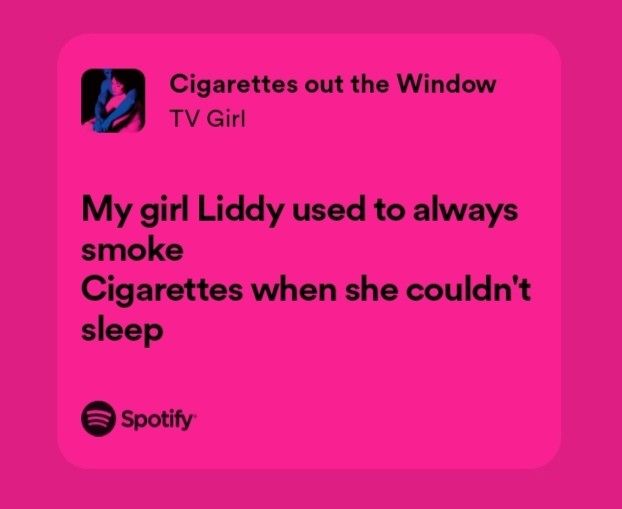 Cigarettes out the Window
TV Girl
My girl Liddy used to always
smoke
Cigarettes when she couldn't
sleep
Spotify